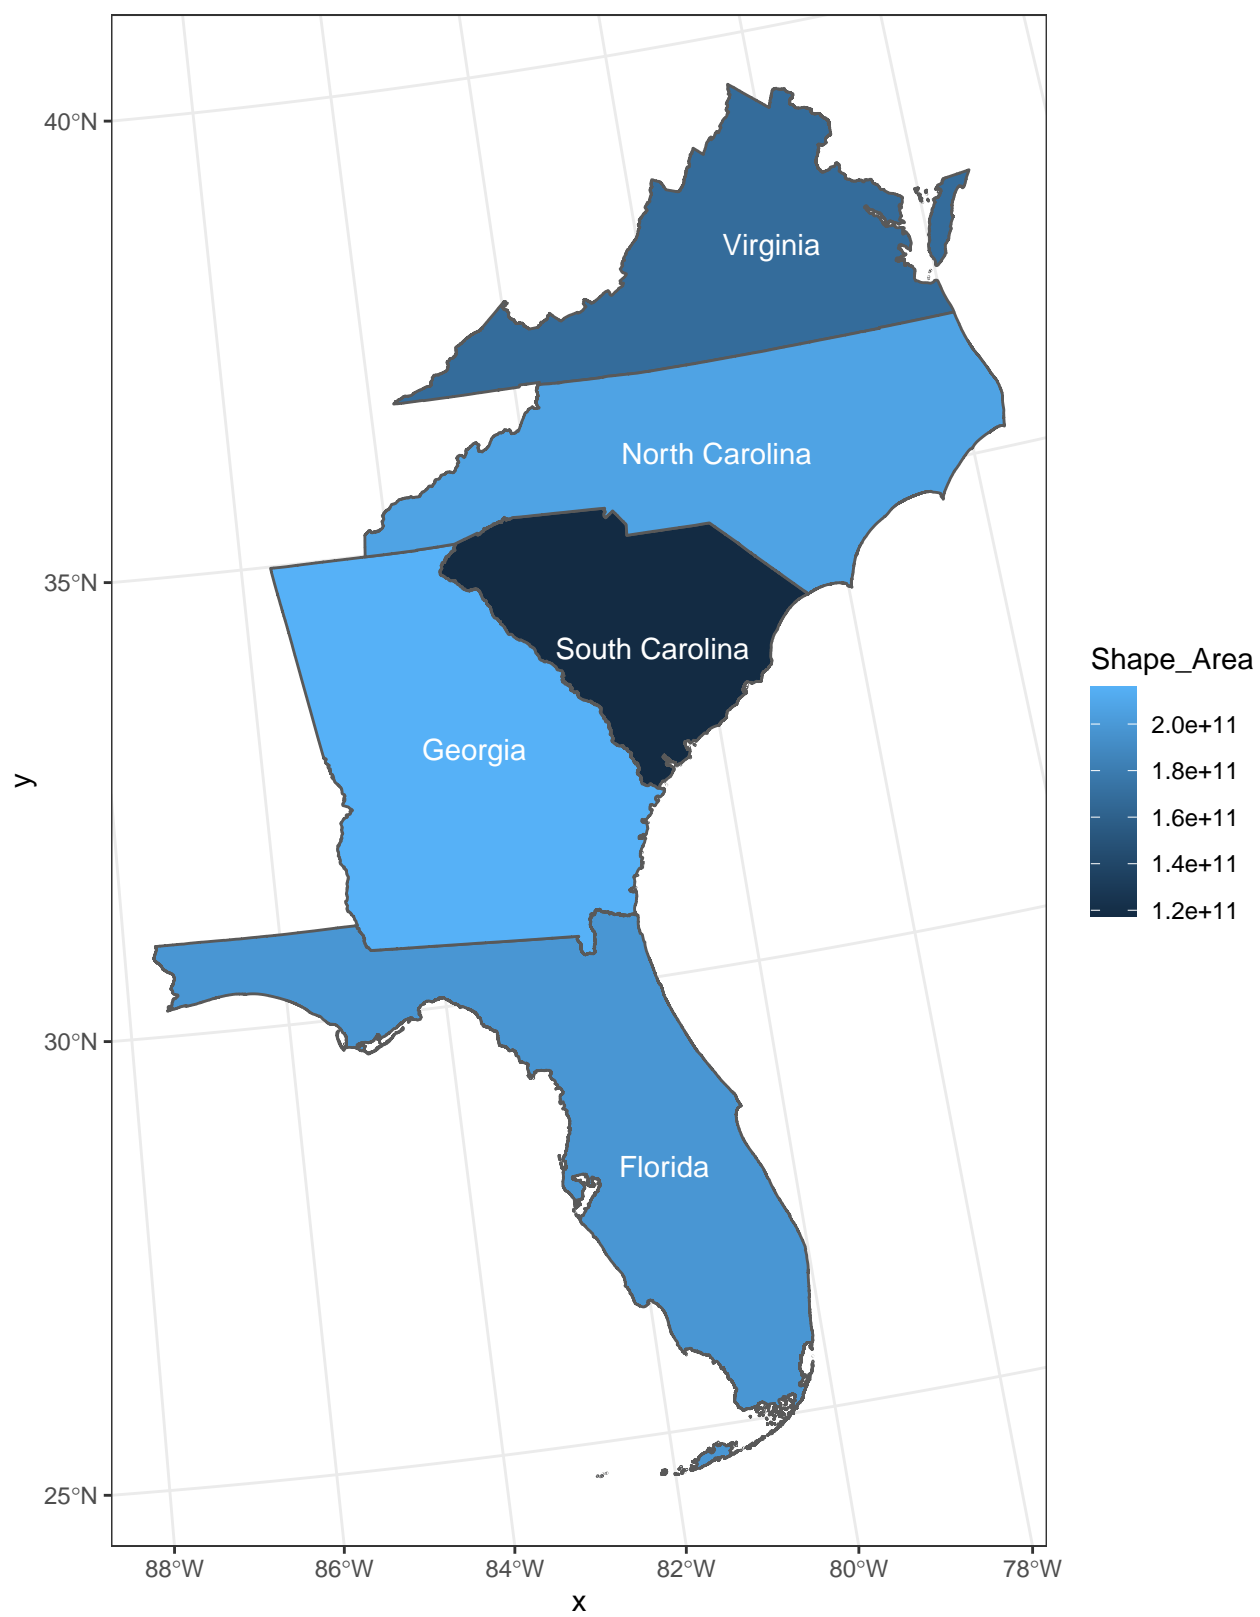 40°N
35°N
30°N
25°N
y
Virginia
North Carolina
South Carolina
Georgia
Florida
88°W 86°W 84°W 82°W 80°W 78°W
x
Shape_Area
2.0e+11
1.8e+11
1.6e+11
1.4e+11
1.2e+11